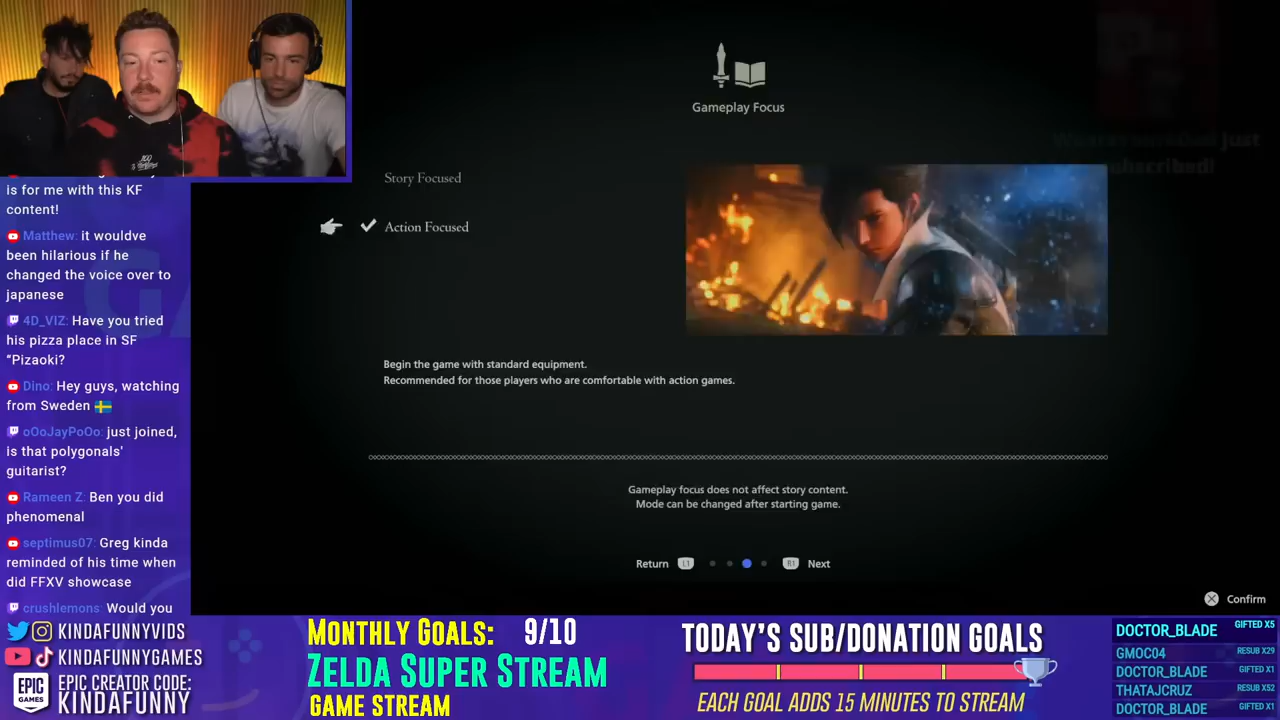 Gameplay Focus
Story Focused
Action Focused
Begin the game with standard equipment.
Recommended for those players who are comfortable with action games.
Gameplay focus does not affect story content.
Mode can be changed after starting game.
Return L1 R1 Next
Confirm
just
subscribed!
is for me with this KF
content!
Matthew: it wouldve
been hilarious if he
changed the voice over to
japanese
4D_VIZ: Have you tried
his pizza place in SF
“Pizaoki?
Dino: Hey guys, watching
from Sweden
oOoJayPoOo: just joined,
is that polygonals'
guitarist?
Rameen Z: Ben you did
phenomenal
septimus07: Greg kinda
reminded of his time when
did FFXV showcase
crushlemons: Would you
KINDAFUNNYVIDS
KINDAFUNNYGAMES
EPIC GAMES
EPIC CREATOR CODE:
KINDAFUNNY
MONTHLY GOALS: 9/10
ZELDA SUPER STREAM
GAME STREAM
TODAY'S SUB/DONATION GOALS
EACH GOAL ADDS 15 MINUTES TO STREAM
DOCTOR_BLADE GIFTED X5
GMOC04 RESUB X29
DOCTOR_BLADE GIFTED X1
THATAJCRUZ RESUB X52
DOCTOR_BLADE GIFTED X1